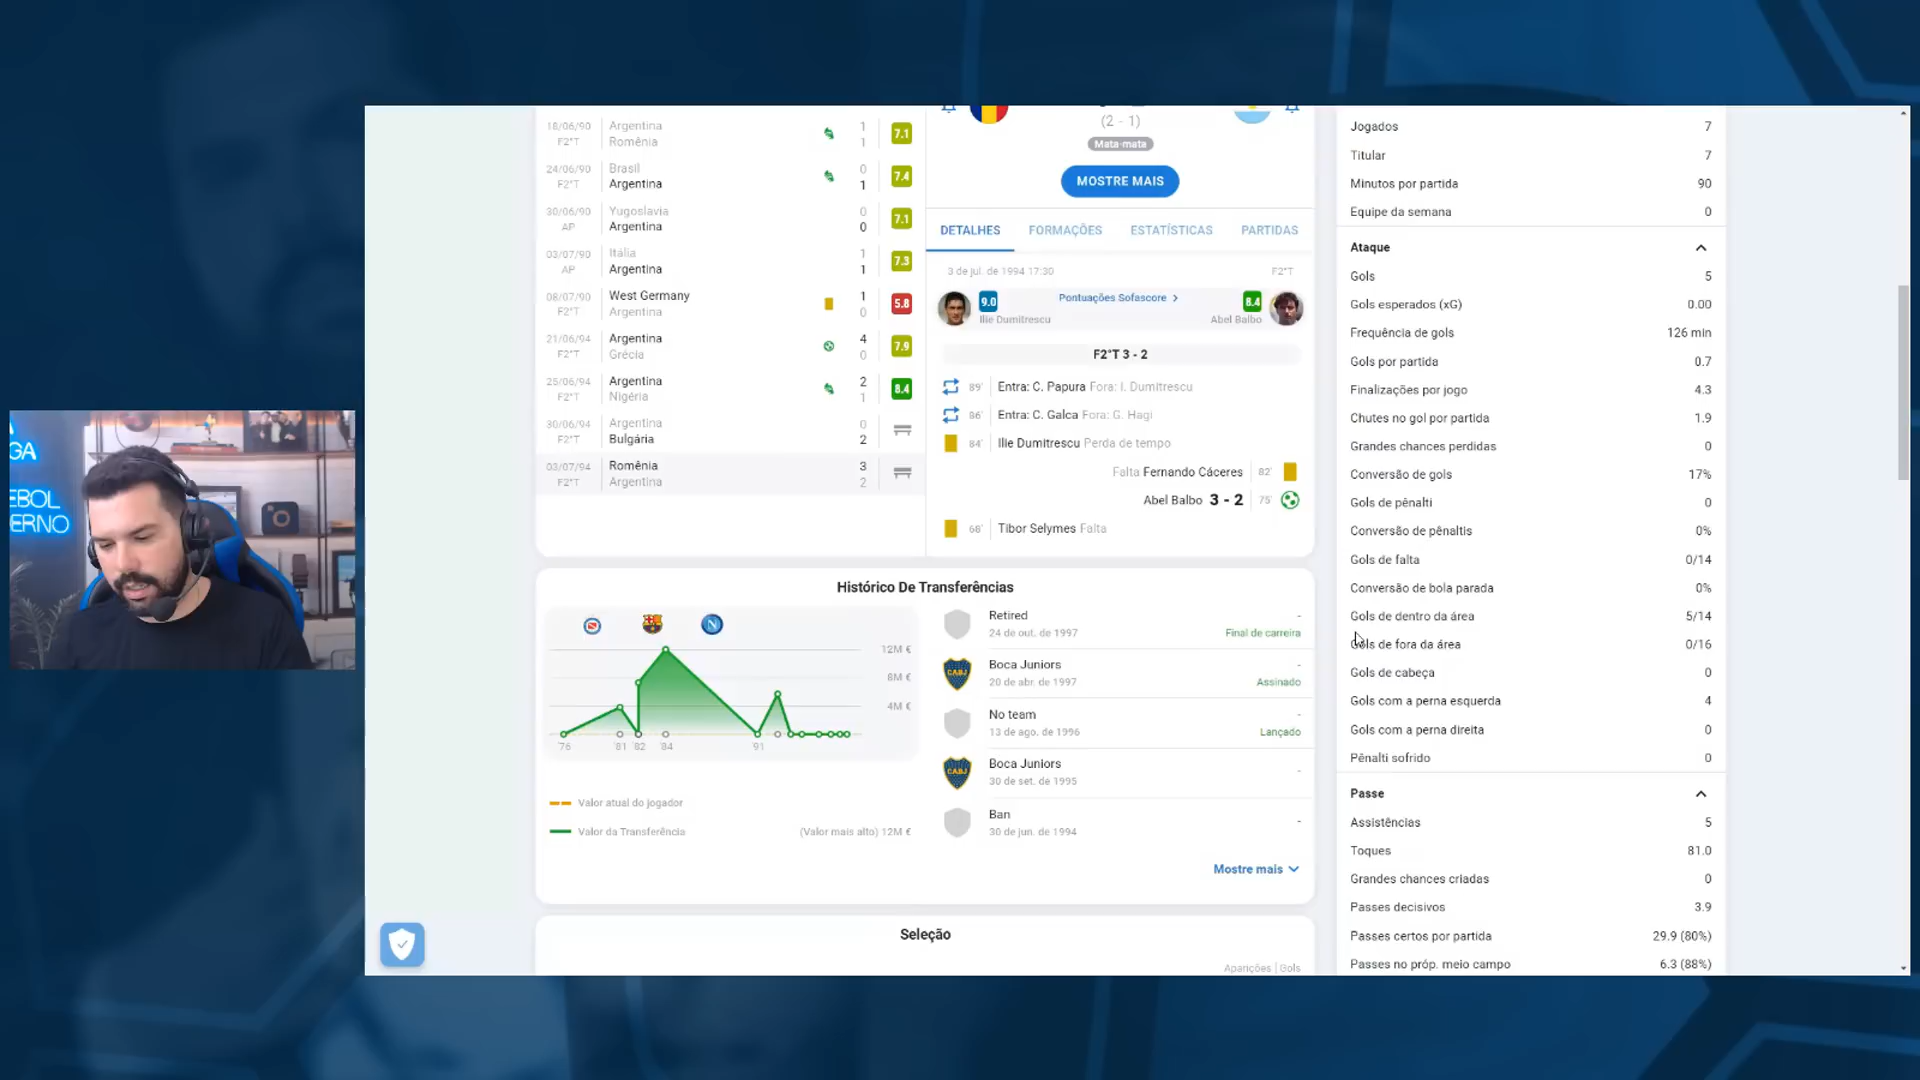 GA
EBOL
ERNO
18/06/90 Argentina 1 7.1
F2°T Romênia 1
24/06/90 Brasil 0 7.4
F2°T Argentina 1
30/06/90 Yugoslavia 0 7.1
AP Argentina 0
03/07/90 Itália 1 7.3
AP Argentina 1
08/07/90 West Germany 1 5.8
F2°T Argentina 0
21/06/94 Argentina 4 7.9
F2°T Grécia 0
25/06/94 Argentina 2 8.4
F2°T Nigéria 1
30/06/94 Argentina 0
F2°T Bulgária 2
03/07/94 Romênia 3
F2°T Argentina 2
(2 - 1)
Mata-mata
MOSTRE MAIS
DETALHES FORMAÇÕES ESTATÍSTICAS PARTIDAS
3 de jul. de 1994 17:30 F2°T
9.0 Pontuações Sofascore > 8.4
Ilie Dumitrescu Abel Balbo
F2°T 3 - 2
89' Entra: C. Papura Fora: I. Dumitrescu
86' Entra: C. Galca Fora: G. Hagi
84' Ilie Dumitrescu Perda de tempo
Falta Fernando Cáceres 82'
Abel Balbo 3 - 2 75'
68' Tibor Selymes Falta
Histórico De Transferências
12M €
8M €
4M €
'76 '81 '82 '84 '91
Valor atual do jogador
Valor da Transferência (Valor mais alto) 12M €
Retired -
24 de out. de 1997 Final de carreira
CABJ Boca Juniors -
20 de abr. de 1997 Assinado
No team -
13 de ago. de 1996 Lançado
CABJ Boca Juniors -
30 de set. de 1995
Ban -
30 de jun. de 1994
Mostre mais
Seleção
Aparições | Gols
Jogados 7
Titular 7
Minutos por partida 90
Equipe da semana 0
Ataque
Gols 5
Gols esperados (xG) 0.00
Frequência de gols 126 min
Gols por partida 0.7
Finalizações por jogo 4.3
Chutes no gol por partida 1.9
Grandes chances perdidas 0
Conversão de gols 17%
Gols de pênalti 0
Conversão de pênaltis 0%
Gols de falta 0/14
Conversão de bola parada 0%
Gols de dentro da área 5/14
Gols de fora da área 0/16
Gols de cabeça 0
Gols com a perna esquerda 4
Gols com a perna direita 0
Pênalti sofrido 0
Passe
Assistências 5
Toques 81.0
Grandes chances criadas 0
Passes decisivos 3.9
Passes certos por partida 29.9 (80%)
Passes no próp. meio campo 6.3 (88%)